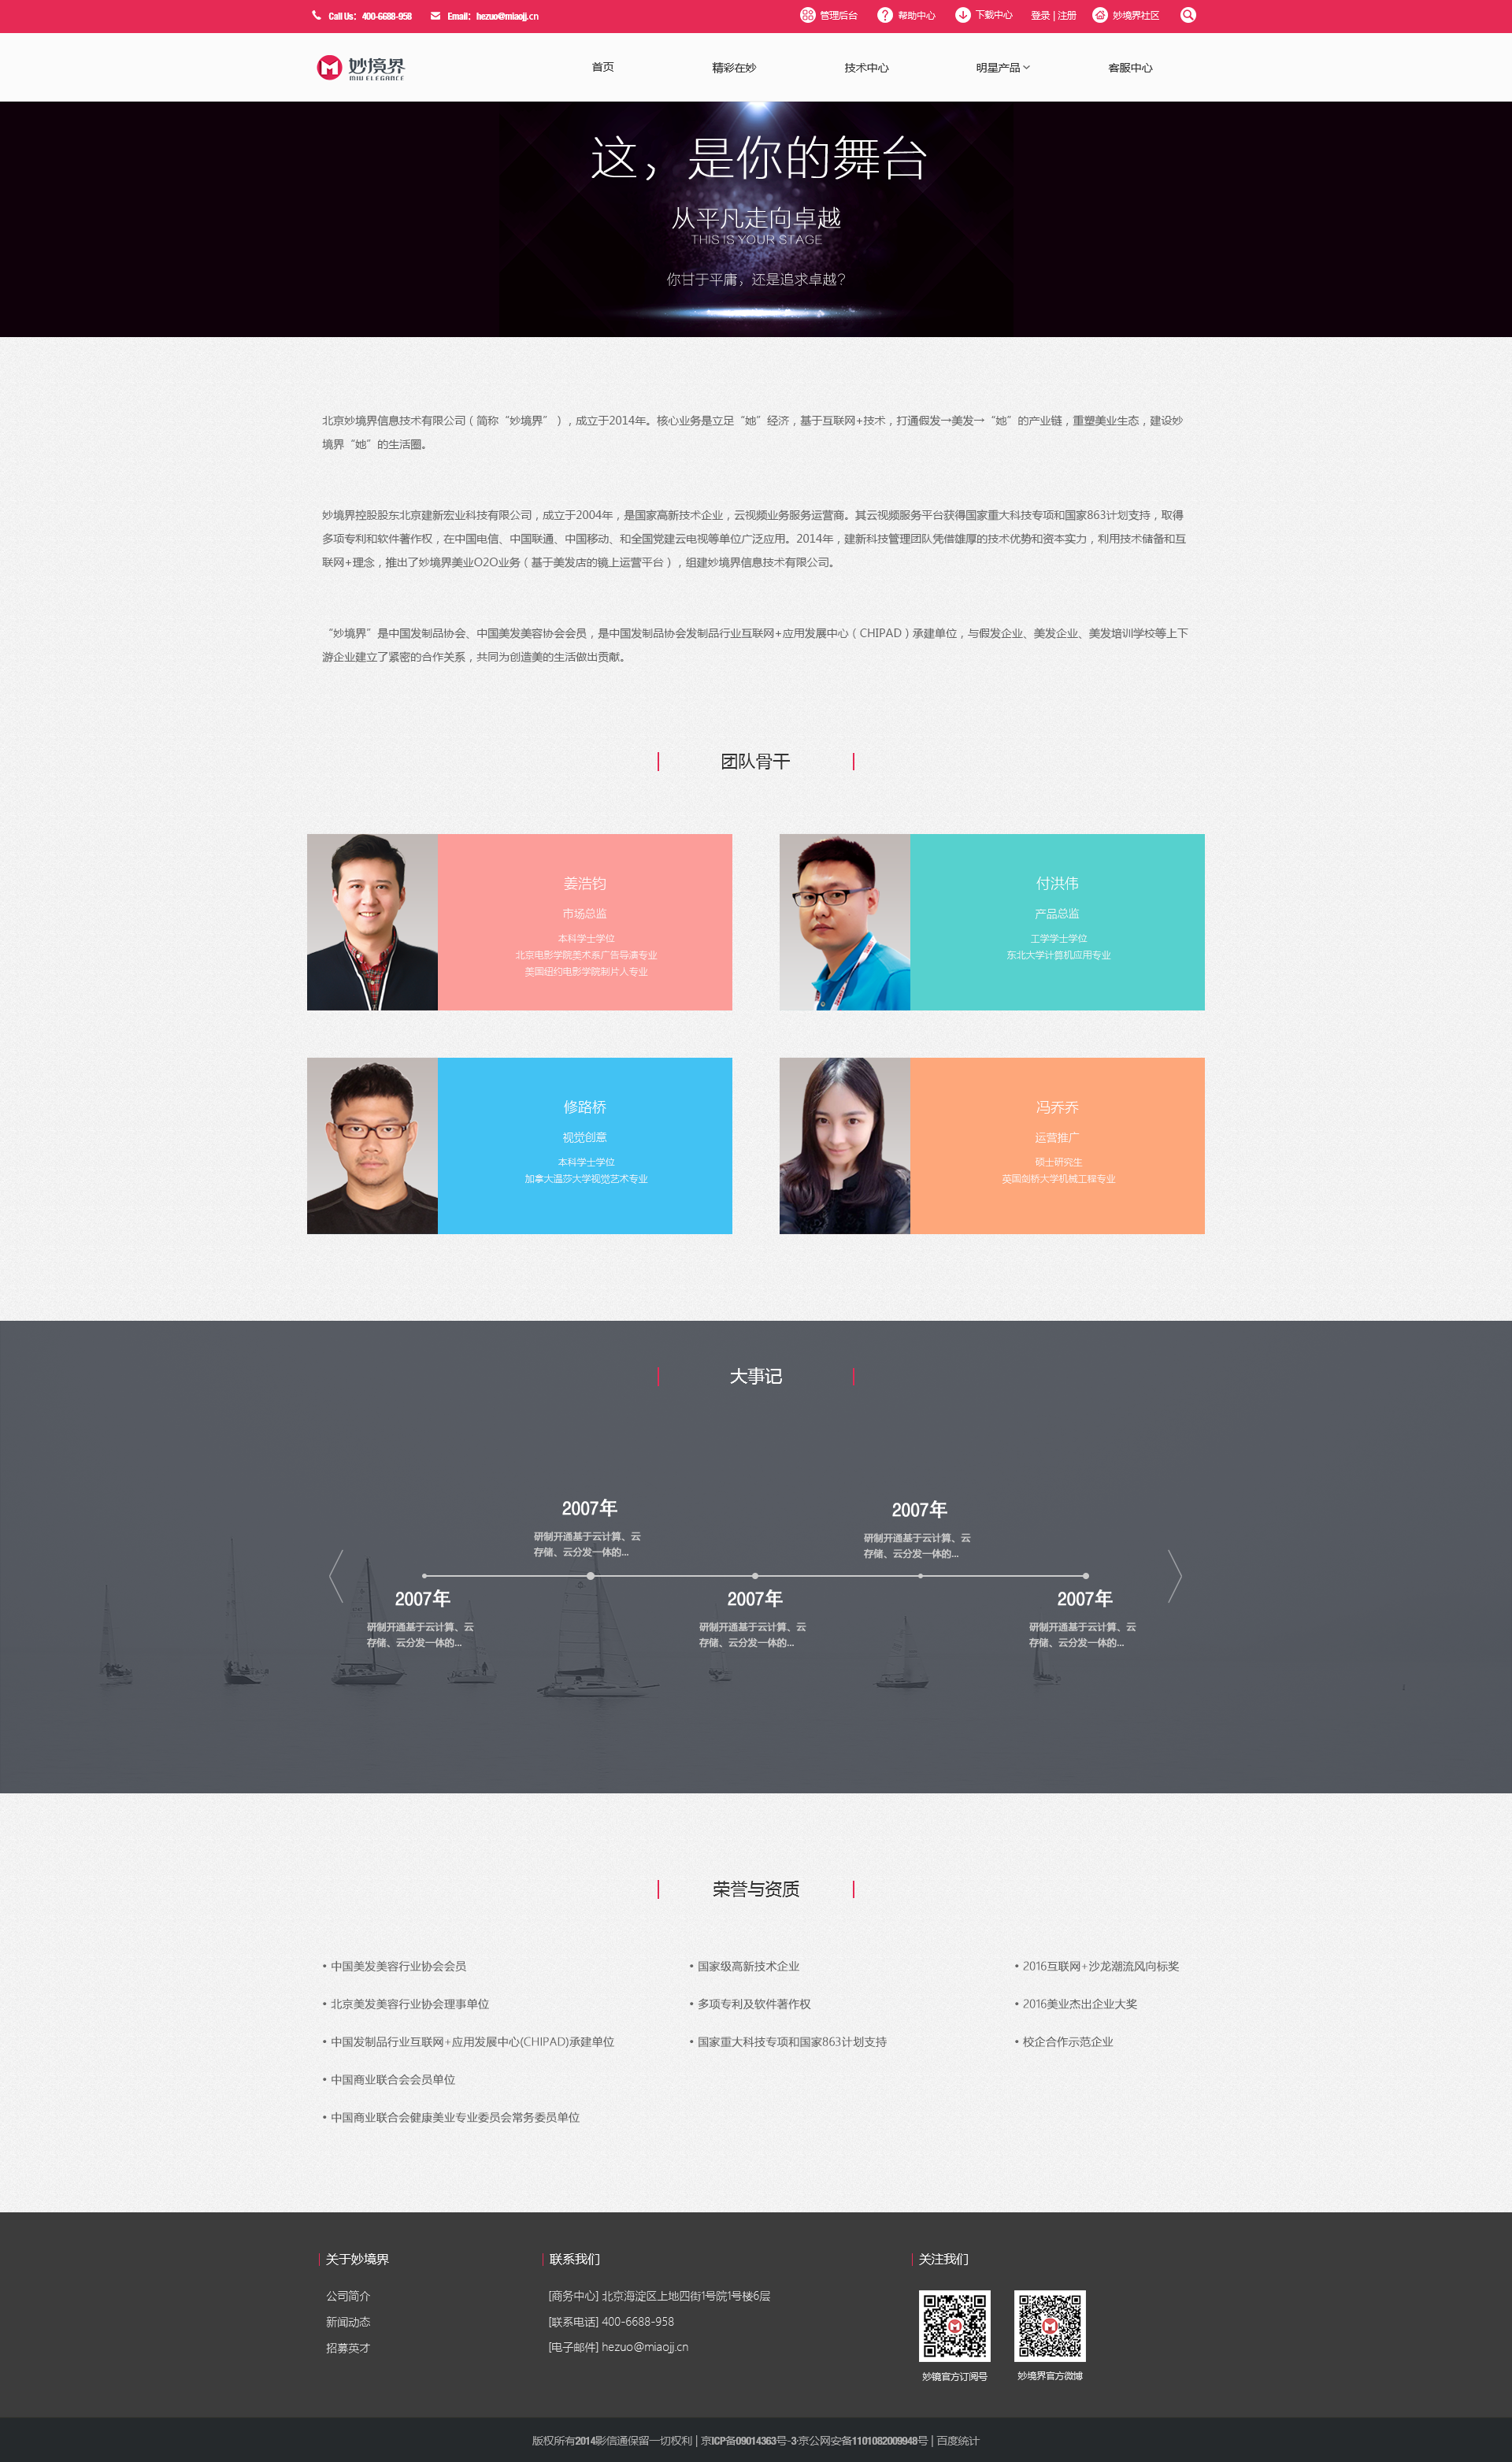 Call Us：400-6688-958 Email：hezuo@miaojj.cn 管理后台 帮助中心 下载中心 登录 | 注册 妙境界社区
妙境界
MIU ELEGANCE
首页 精彩在妙 技术中心 明星产品 客服中心
这，是你的舞台
从平凡走向卓越
THIS IS YOUR STAGE
你甘于平庸，还是追求卓越？
北京妙境界信息技术有限公司（简称“妙境界”），成立于2014年。核心业务是立足“她”经济，基于互联网+技术，打通假发→美发→“她”的产业链，重塑美业生态，建设妙
境界“她”的生活圈。
妙境界控股股东北京建新宏业科技有限公司，成立于2004年，是国家高新技术企业，云视频业务服务运营商。其云视频服务平台获得国家重大科技专项和国家863计划支持，取得
多项专利和软件著作权，在中国电信、中国联通、中国移动、和全国党建云电视等单位广泛应用。2014年，建新科技管理团队凭借雄厚的技术优势和资本实力，利用技术储备和互
联网+理念，推出了妙境界美业O2O业务（基于美发店的镜上运营平台），组建妙境界信息技术有限公司。
“妙境界”是中国发制品协会、中国美发美容协会会员，是中国发制品协会发制品行业互联网+应用发展中心（CHIPAD）承建单位，与假发企业、美发企业、美发培训学校等上下
游企业建立了紧密的合作关系，共同为创造美的生活做出贡献。
团队骨干
姜浩钧
市场总监
本科学士学位
北京电影学院美术系广告导演专业
美国纽约电影学院制片人专业
付洪伟
产品总监
工学学士学位
东北大学计算机应用专业
修路桥
视觉创意
本科学士学位
加拿大温莎大学视觉艺术专业
冯乔乔
运营推广
硕士研究生
英国剑桥大学机械工程专业
大事记
2007年
研制开通基于云计算、云
存储、云分发一体的...
2007年
研制开通基于云计算、云
存储、云分发一体的...
2007年
研制开通基于云计算、云
存储、云分发一体的...
2007年
研制开通基于云计算、云
存储、云分发一体的...
2007年
研制开通基于云计算、云
存储、云分发一体的...
荣誉与资质
• 中国美发美容行业协会会员
• 北京美发美容行业协会理事单位
• 中国发制品行业互联网+应用发展中心(CHIPAD)承建单位
• 中国商业联合会会员单位
• 中国商业联合会健康美业专业委员会常务委员单位
• 国家级高新技术企业
• 多项专利及软件著作权
• 国家重大科技专项和国家863计划支持
• 2016互联网+沙龙潮流风向标奖
• 2016美业杰出企业大奖
• 校企合作示范企业
关于妙境界
公司简介
新闻动态
招募英才
联系我们
[商务中心] 北京海淀区上地四街1号院1号楼6层
[联系电话] 400-6688-958
[电子邮件] hezuo@miaojj.cn
关注我们
妙镜官方订阅号 妙境界官方微博
版权所有2014影信通保留一切权利 | 京ICP备09014363号-3·京公网安备1101082009948号 | 百度统计